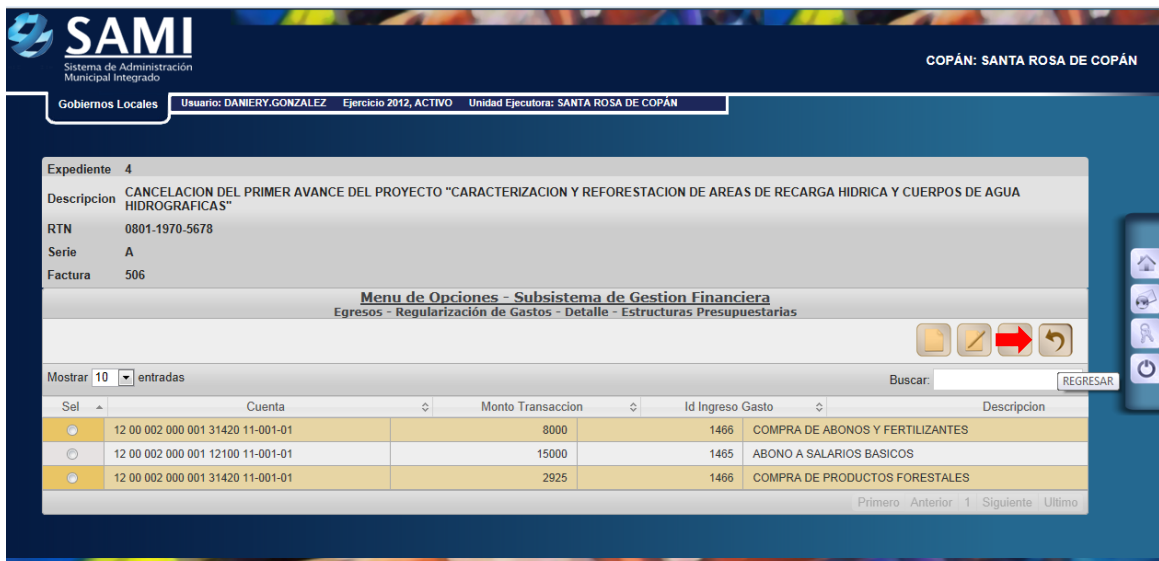 SAMI
Sistema de Administración
Municipal Integrado
COPÁN: SANTA ROSA DE COPÁN
Gobiernos Locales Usuario: DANIERY.GONZALEZ Ejercicio 2012, ACTIVO Unidad Ejecutora: SANTA ROSA DE COPÁN
Expediente 4
Descripcion CANCELACION DEL PRIMER AVANCE DEL PROYECTO "CARACTERIZACION Y REFORESTACION DE AREAS DE RECARGA HIDRICA Y CUERPOS DE AGUA
HIDROGRAFICAS"
RTN 0801-1970-5678
Serie A
Factura 506
Menu de Opciones - Subsistema de Gestion Financiera
Egresos - Regularización de Gastos - Detalle - Estructuras Presupuestarias
Mostrar 10 entradas Buscar: REGRESAR
Sel Cuenta Monto Transaccion Id Ingreso Gasto Descripcion
12 00 002 000 001 31420 11-001-01 8000 1466 COMPRA DE ABONOS Y FERTILIZANTES
12 00 002 000 001 12100 11-001-01 15000 1465 ABONO A SALARIOS BASICOS
12 00 002 000 001 31420 11-001-01 2925 1466 COMPRA DE PRODUCTOS FORESTALES
Primero Anterior 1 Siguiente Ultimo